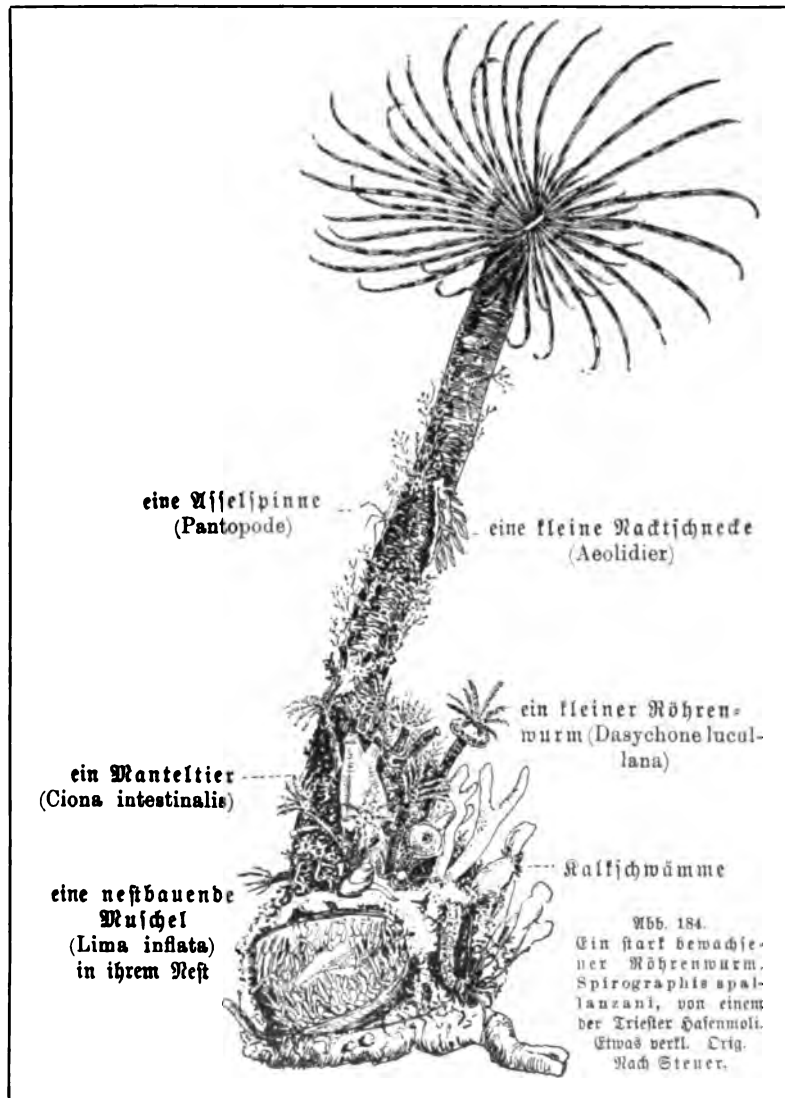 eine Asselspinne
(Pantopode)
eine kleine Nacktschnecke
(Aeolidier)
ein kleiner Röhren=
wurm (Dasychone lucul-
lana)
ein Manteltier
(Ciona intestinalis)
Kalkschwämme
eine nestbauende
Muschel
(Lima inflata)
in ihrem Nest
Abb. 184.
Ein stark bewachse-
ner Röhrenwurm.
Spirographis spal-
lanzani, von einem
der Triester Hafenmoli.
Etwas verkl. Orig.
Nach Steuer.